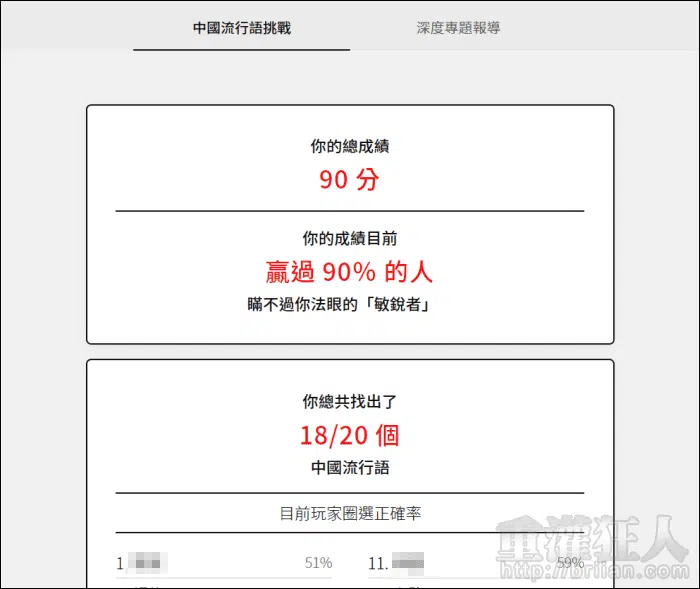 中國流行語挑戰 深度專題報導
你的總成績
90 分
你的成績目前
贏過 90% 的人
瞞不過你法眼的「敏銳者」
你總共找出了
18/20 個
中國流行語
目前玩家圈選正確率
1. 51% 11. 59%
重灌狂人
http://briian.com